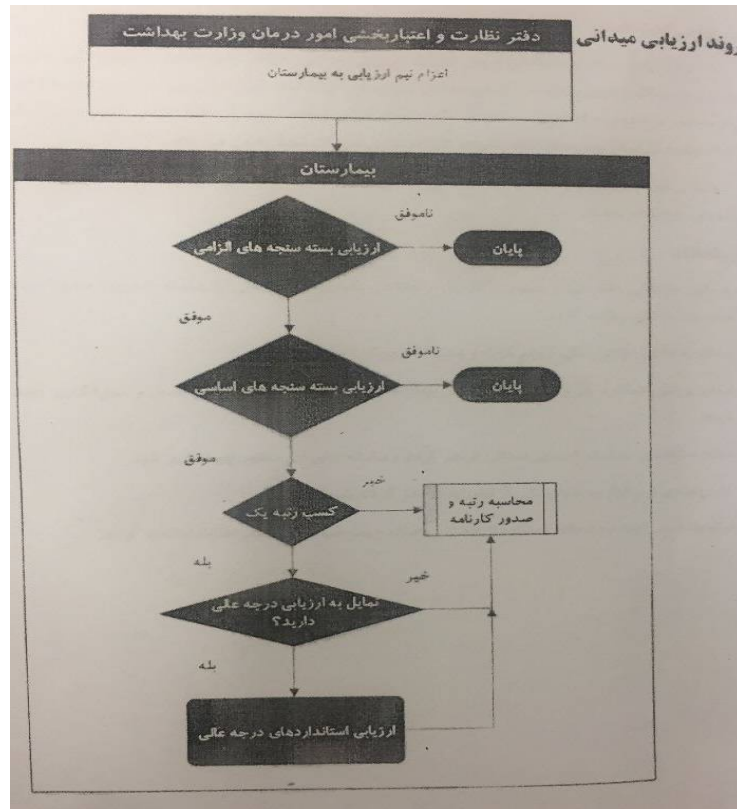 روند ارزیابی میدانی
دفتر نظارت و اعتباربخشی امور درمان وزارت بهداشت
اعزام تیم ارزیابی به بیمارستان
بیمارستان
ناموفق
ارزیابی بسته سنجه های الزامی
پایان
موفق
ناموفق
ارزیابی بسته سنجه های اساسی
پایان
موفق
خیر
کسب رتبه یک
محاسبه رتبه و
صدور کارنامه
بله
خیر
تمایل به ارزیابی درجه عالی
دارید؟
بله
ارزیابی استانداردهای درجه عالی